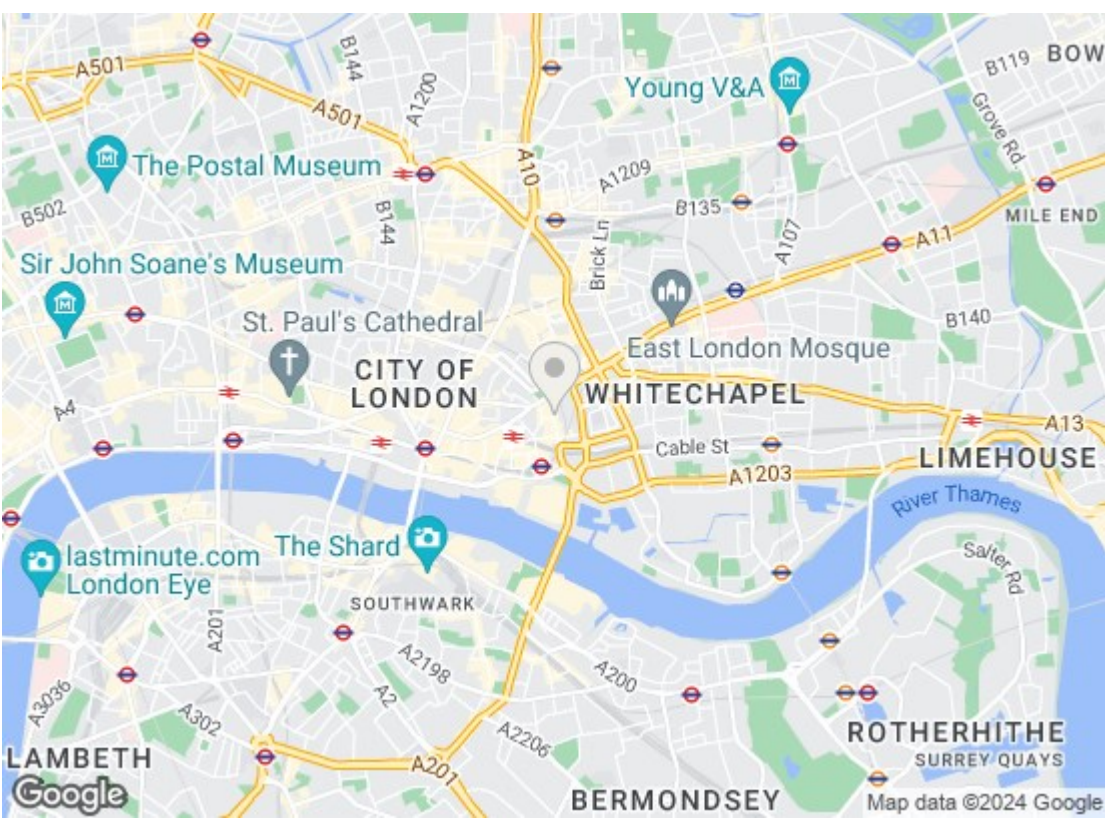 A501
B144
A1200
A501
Young V&A
B119
BOW
Grove Rd
The Postal Museum
A10
A1209
B502
B144
B135
A107
MILE END
A11
Sir John Soane's Museum
Brick Ln
St. Paul's Cathedral
B140
CITY OF
LONDON
East London Mosque
WHITECHAPEL
A4
A13
Cable St
LIMEHOUSE
A1203
River Thames
lastminute.com
London Eye
The Shard
Salter Rd
SOUTHWARK
A201
A2198
A200
A3036
A302
A2
A2206
ROTHERHITHE
SURREY QUAYS
LAMBETH
A201
Google
BERMONDSEY
Map data ©2024 Google